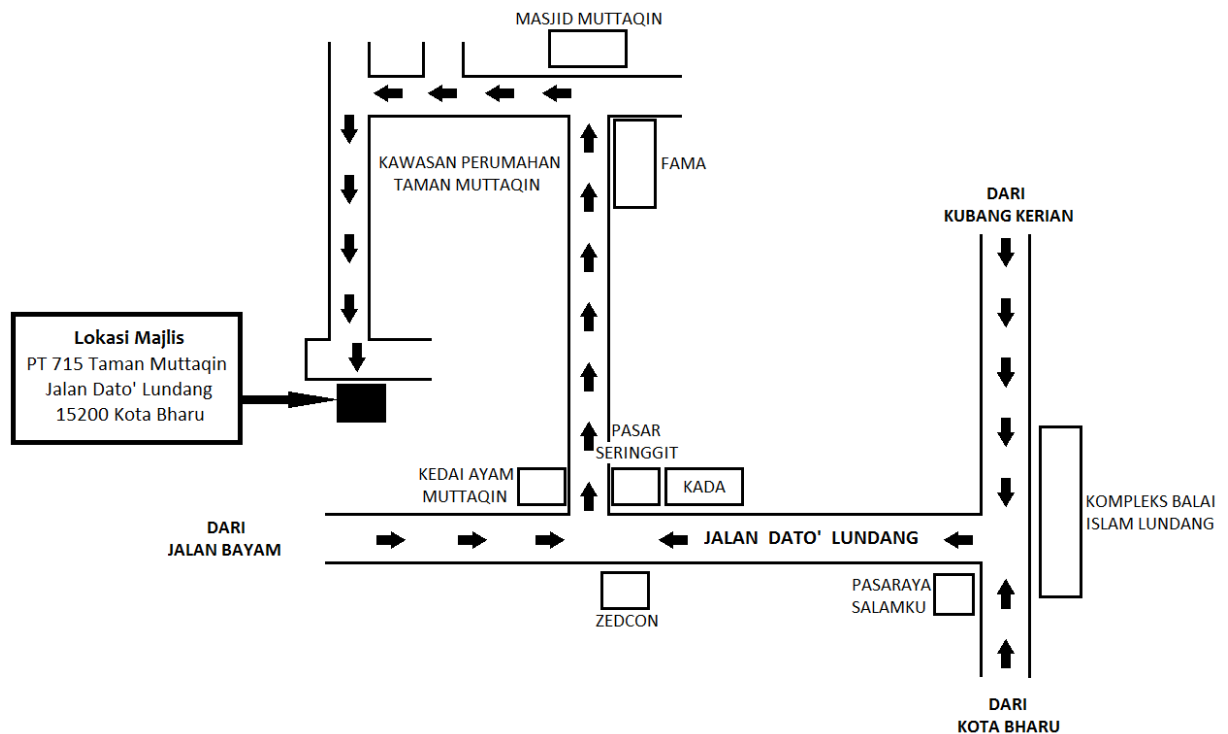 MASJID MUTTAQIN
KAWASAN PERUMAHAN
TAMAN MUTTAQIN
FAMA
DARI
KUBANG KERIAN
Lokasi Majlis
PT 715 Taman Muttaqin
Jalan Dato' Lundang
15200 Kota Bharu
PASAR
SERINGGIT
KEDAI AYAM
MUTTAQIN
KADA
KOMPLEKS BALAI
ISLAM LUNDANG
DARI
JALAN BAYAM
JALAN DATO' LUNDANG
PASARAYA
SALAMKU
ZEDCON
DARI
KOTA BHARU